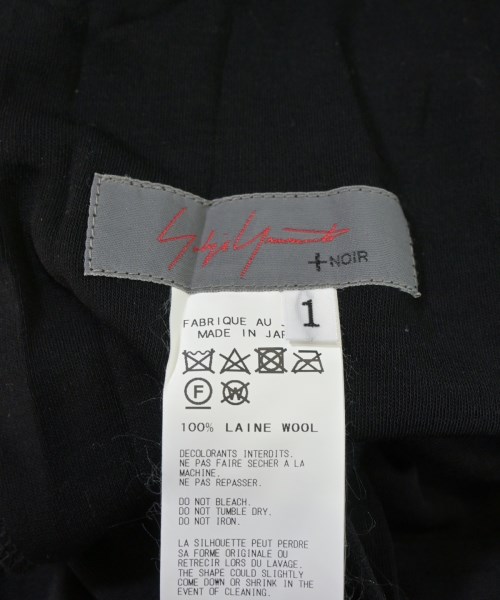 +NOIR
1
FABRIQUE AU
MADE IN JAP
F
W
100% LAINE WOOL
DECOLORANTS INTERDITS.
NE PAS FAIRE SECHER A LA
MACHINE.
NE PAS REPASSER.
DO NOT BLEACH.
DO NOT TUMBLE DRY.
DO NOT IRON.
LA SILHOUETTE PEUT PERDRE
SA FORME ORIGINALE OU
RETRECIR LORS DU LAVAGE.
THE SHAPE COULD SLIGHTLY
COME DOWN OR SHRINK IN THE
EVENT OF CLEANING.